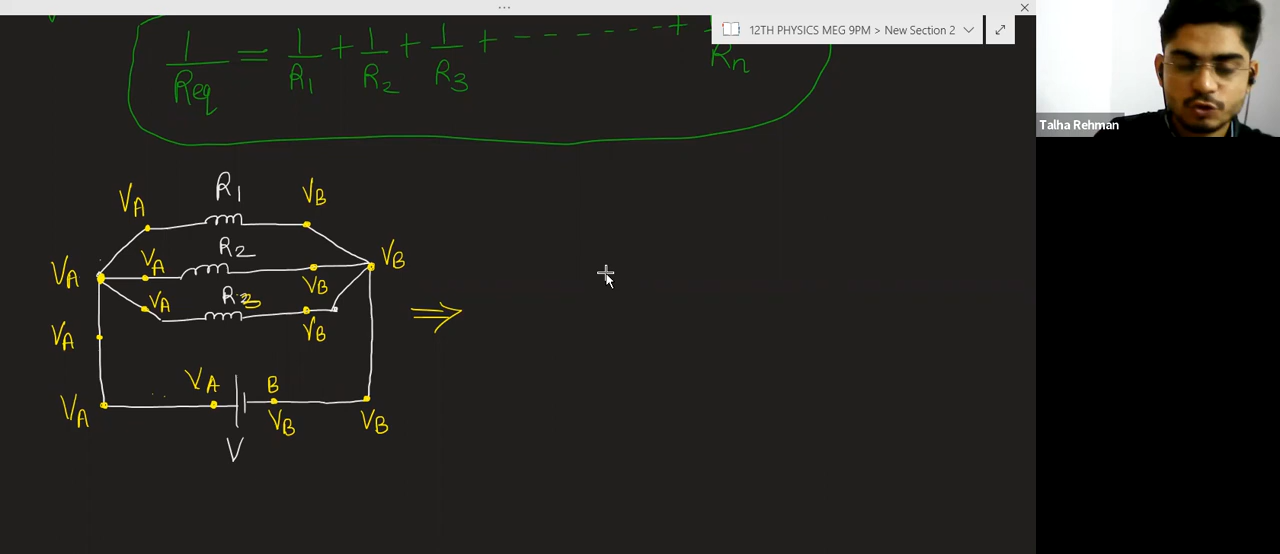 ...
12TH PHYSICS MEG 9PM > New Section 2
1/Req = 1/R1 + 1/R2 + 1/R3 + ------- + /Rn
Talha Rehman
VA R1 VB
VA VA R2 VB VB
VA R3 VB
VA
VA VA B VB VB
V